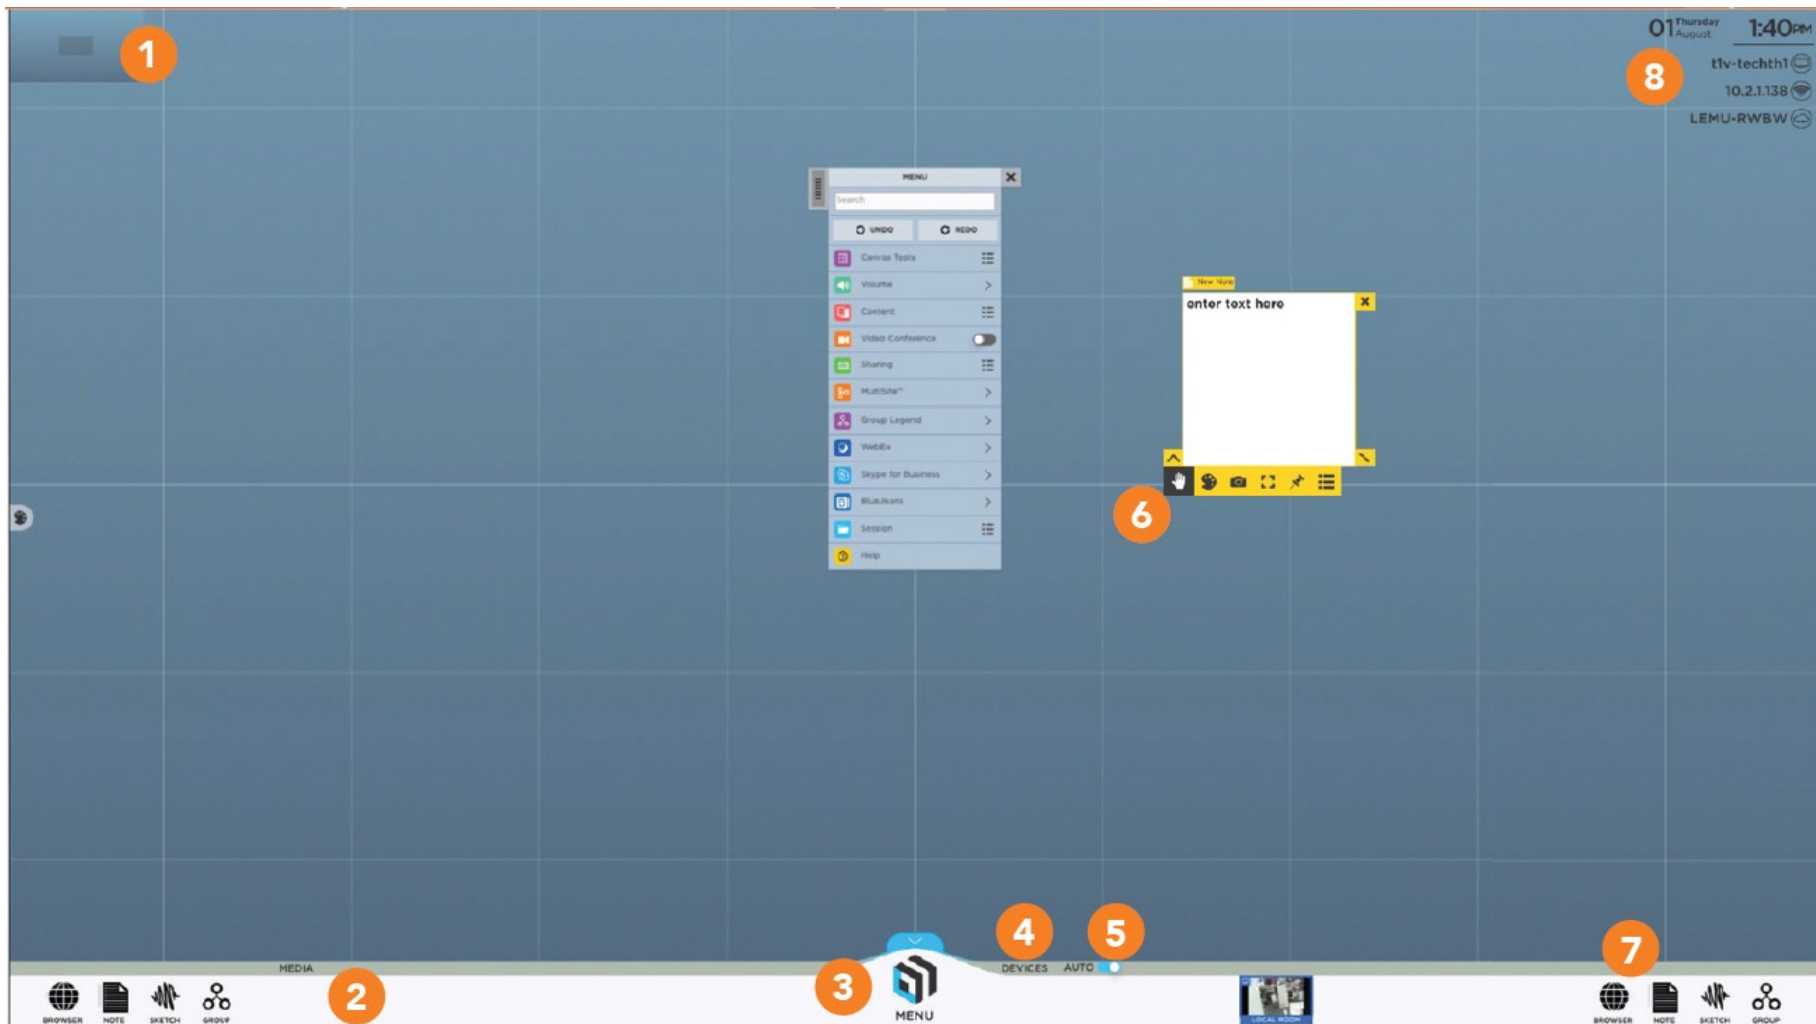 1
01 Thursday August 1:40PM
8
t1v-techth1
10.2.1.138
LEMU-RWBW
MENU
Search
UNDO REDO
Canvas Tools
Volume
Content
Video Conference
Sharing
MultiSite™
Group Legend
WebEx
Skype for Business
BlueJeans
Session
Help
New Note
enter text here
6
MEDIA
2
3
MENU
4
DEVICES
5
AUTO
7
BROWSER NOTE SKETCH GROUP
LOCAL ROOM
BROWSER NOTE SKETCH GROUP